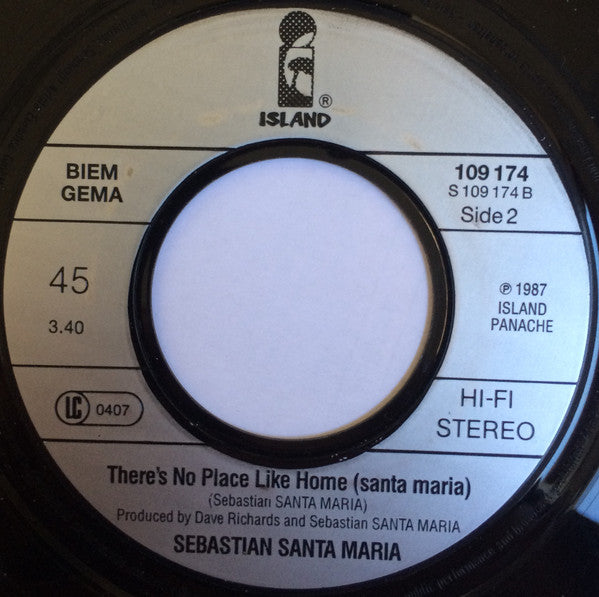 ISLAND
®
BIEM
GEMA
109 174
S 109 174 B
Side 2
45
3.40
℗ 1987
ISLAND
PANACHE
LC 0407
HI-FI
STEREO
There's No Place Like Home (santa maria)
(Sebastian SANTA MARIA)
Produced by Dave Richards and Sebastian SANTA MARIA
SEBASTIAN SANTA MARIA